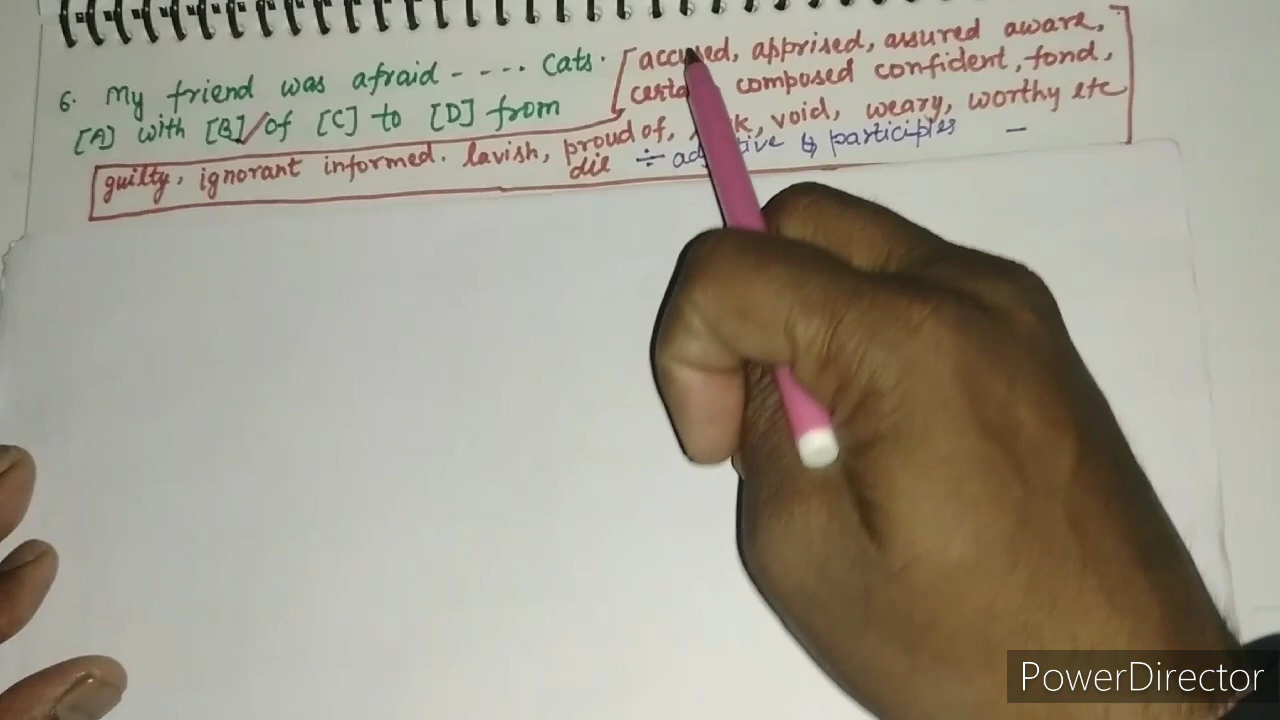 6. My friend was afraid - - . . . Cats. [accused, apprised, assured aware,
[A] with [B] of [C] to [D] from
composed confident, fond,
proud of, void, weary, worthy etc]
guilty, ignorant informed. lavish,
die ÷ participles -
PowerDirector